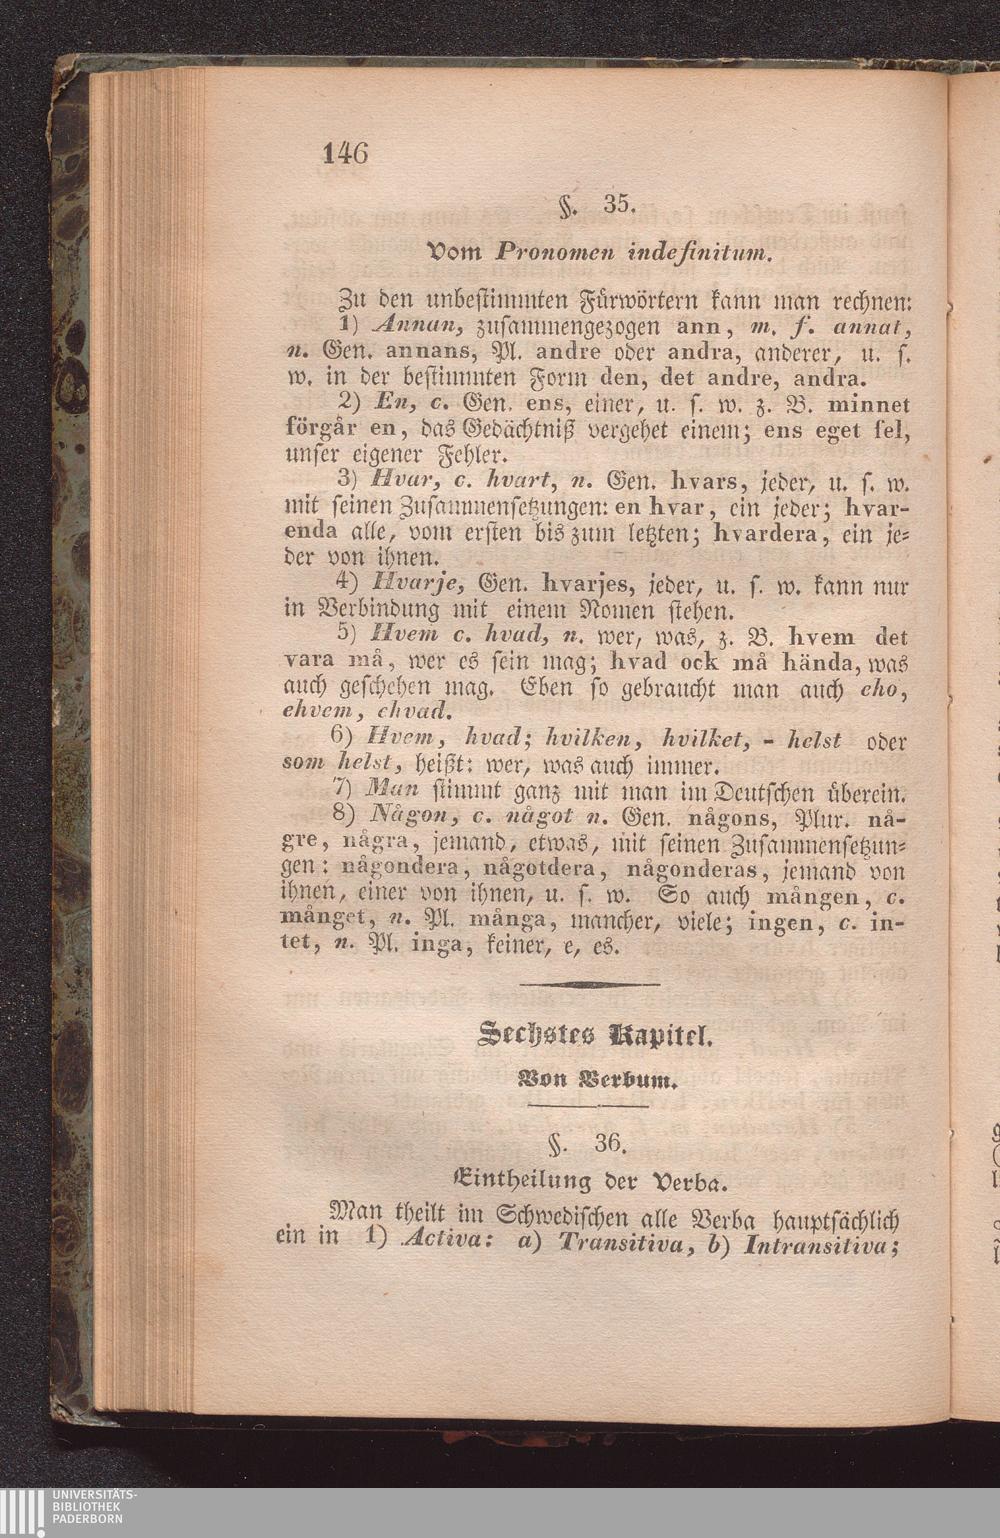 146
§. 35.
Vom Pronomen indefinitum.
Zu den unbestimmten Fürwörtern kann man rechnen:
1) Annan, zusammengezogen ann, m. f. annat,
n. Gen. annans, Pl. andre oder andra, anderer, u. s.
w. in der bestimmten Form den, det andre, andra.
2) En, c. Gen. ens, einer, u. s. w. z. B. minnet
förgår en, das Gedächtniß vergehet einem; ens eget fel,
unser eigener Fehler.
3) Hvar, c. hvart, n. Gen. hvars, jeder, u. s. w.
mit seinen Zusammensetzungen: en hvar, ein jeder; hvar-
enda alle, vom ersten bis zum letzten; hvardera, ein je-
der von ihnen.
4) Hvarje, Gen. hvarjes, jeder, u. s. w. kann nur
in Verbindung mit einem Nomen stehen.
5) Hvem c. hvad, n. wer, was, z. B. hvem det
vara må, wer es sein mag; hvad ock må hända, was
auch geschehen mag. Eben so gebraucht man auch eho,
ehvem, ehvad.
6) Hvem, hvad; hvilken, hvilket, - helst oder
som helst, heißt: wer, was auch immer.
7) Man stimmt ganz mit man im Deutschen überein.
8) Någon, c. något n. Gen. någons, Plur. nå-
gre, några, jemand, etwas, mit seinen Zusammensetzun-
gen: någondera, någotdera, någonderas, jemand von
ihnen, einer von ihnen, u. s. w. So auch mången, c.
månget, n. Pl. många, mancher, viele; ingen, c. in-
tet, n. Pl. inga, keiner, e, es.
Sechstes Kapitel.
Von Verbum.
§. 36.
Eintheilung der Verba.
Man theilt im Schwedischen alle Verba hauptsächlich
ein in 1) Activa: a) Transitiva, b) Intransitiva;
UNIVERSITÄTS-
BIBLIOTHEK
PADERBORN